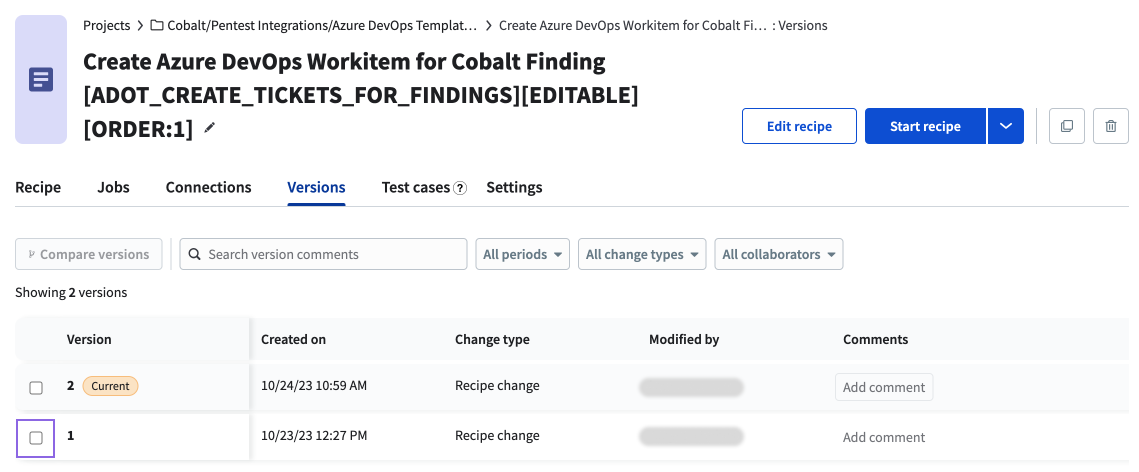 Projects > Cobalt/Pentest Integrations/Azure DevOps Templat... > Create Azure DevOps Workitem for Cobalt Fi... : Versions
Create Azure DevOps Workitem for Cobalt Finding
[ADOT_CREATE_TICKETS_FOR_FINDINGS][EDITABLE]
[ORDER:1]
Edit recipe
Start recipe
Recipe Jobs Connections Versions Test cases ? Settings
Compare versions Search version comments All periods All change types All collaborators
Showing 2 versions
Version Created on Change type Modified by Comments
2 Current 10/24/23 10:59 AM Recipe change Add comment
1 10/23/23 12:27 PM Recipe change Add comment